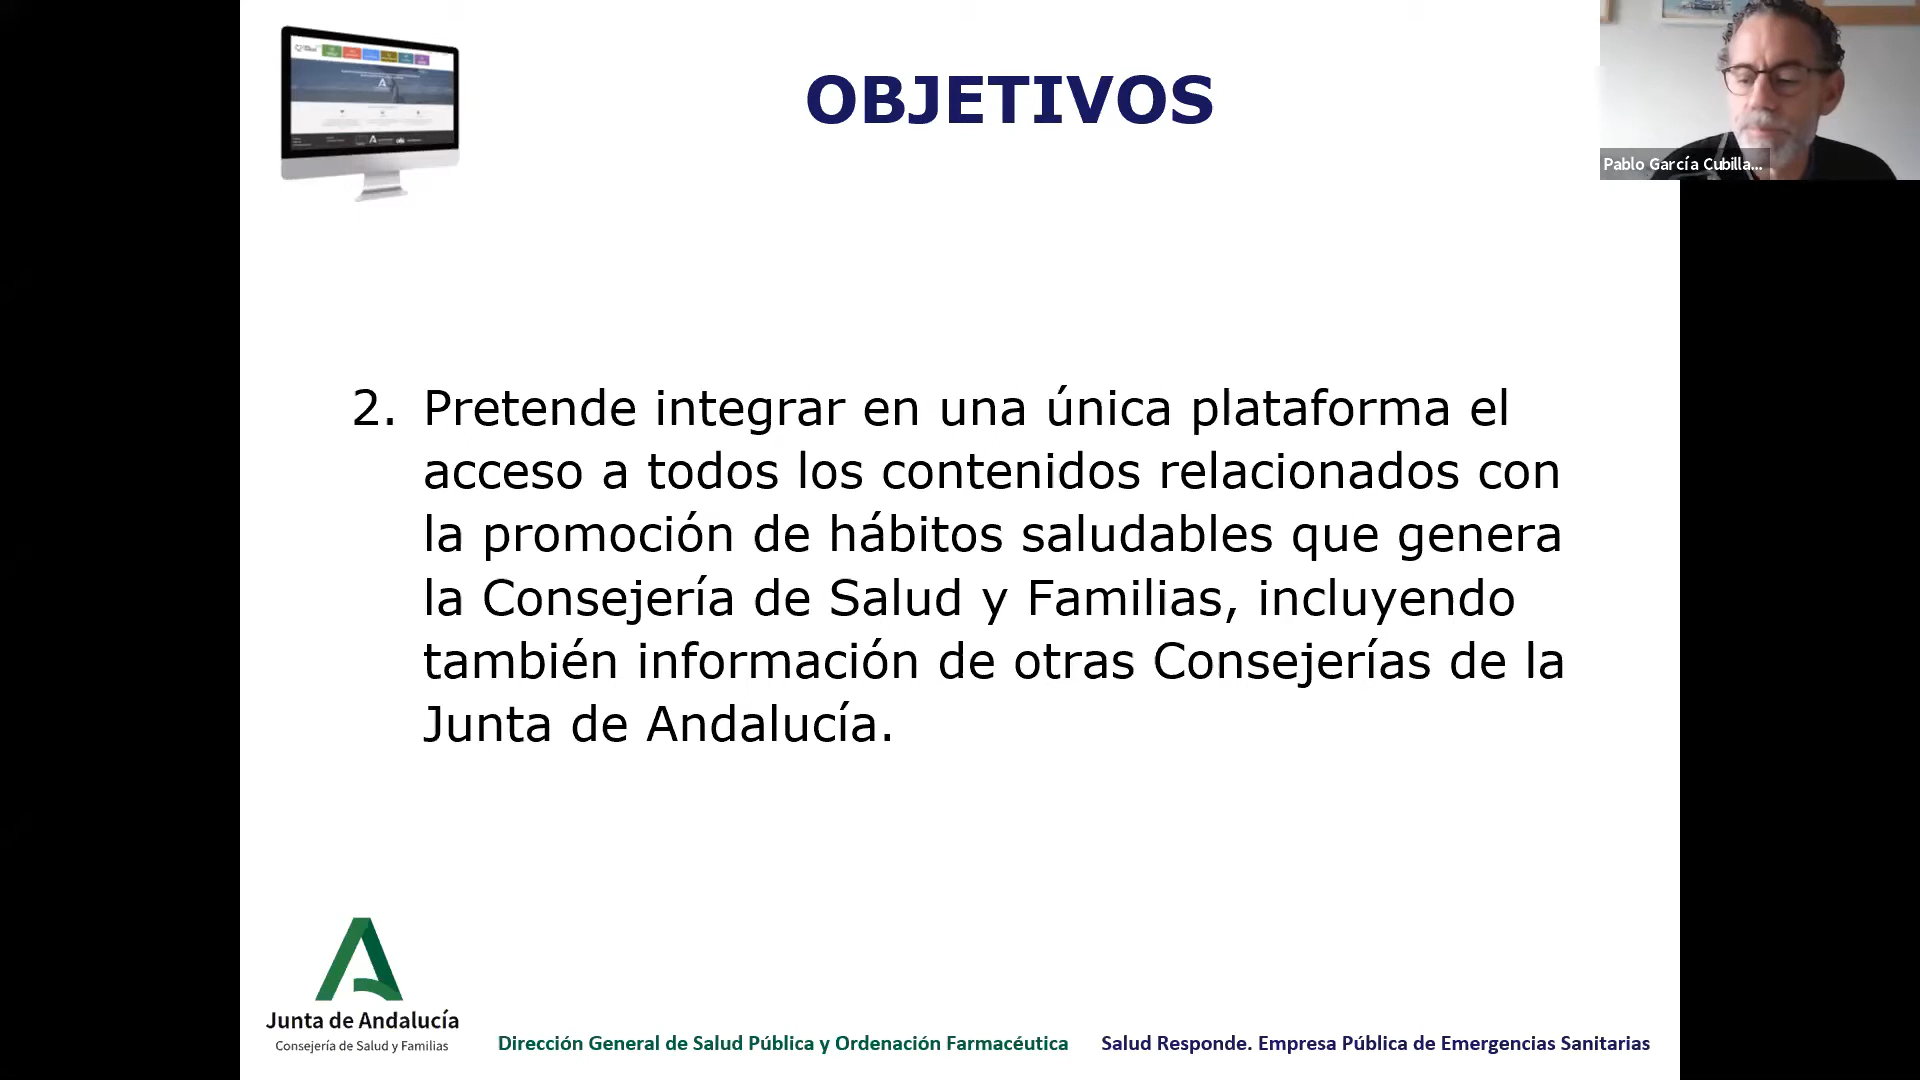 OBJETIVOS
Pablo García Cubilla...
2. Pretende integrar en una única plataforma el
acceso a todos los contenidos relacionados con
la promoción de hábitos saludables que genera
la Consejería de Salud y Familias, incluyendo
también información de otras Consejerías de la
Junta de Andalucía.
Junta de Andalucía
Consejería de Salud y Familias
Dirección General de Salud Pública y Ordenación Farmacéutica
Salud Responde. Empresa Pública de Emergencias Sanitarias